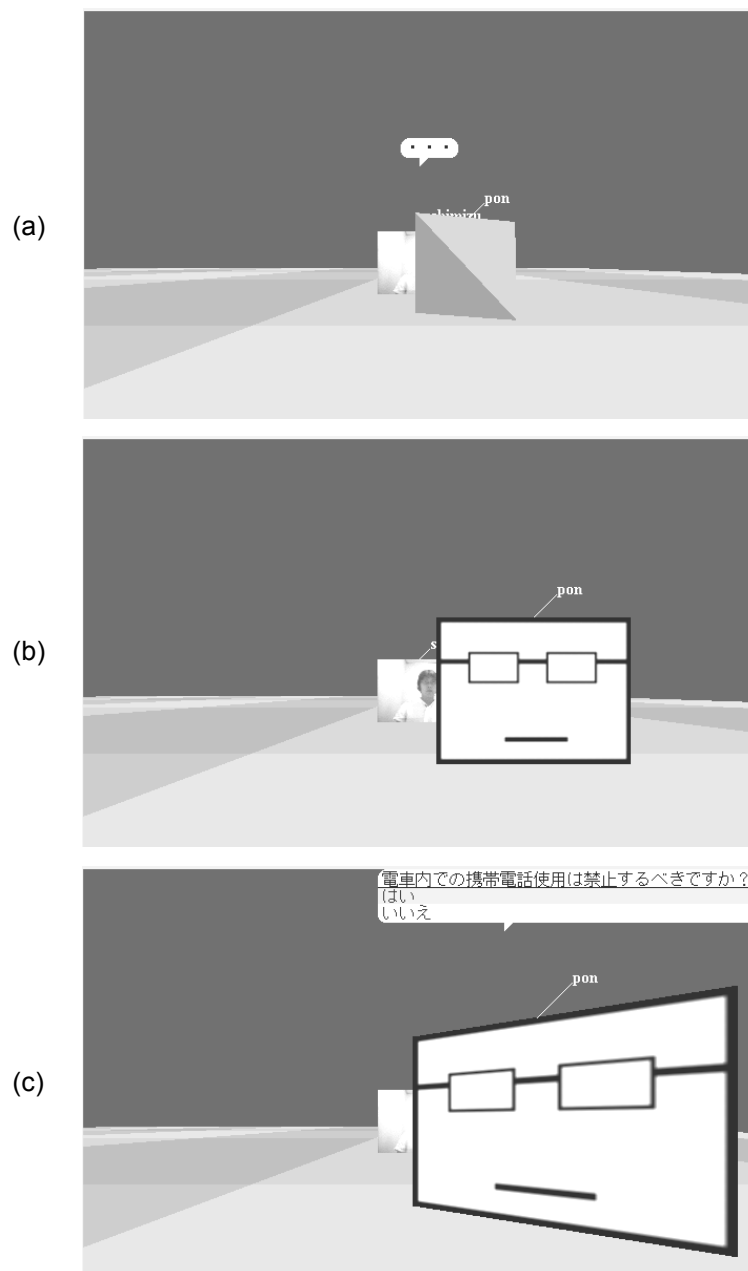 (a)
. . .
pon
shimizu
(b)
pon
s
(c)
電車内での携帯電話使用は禁止するべきですか?
はい
いいえ
pon